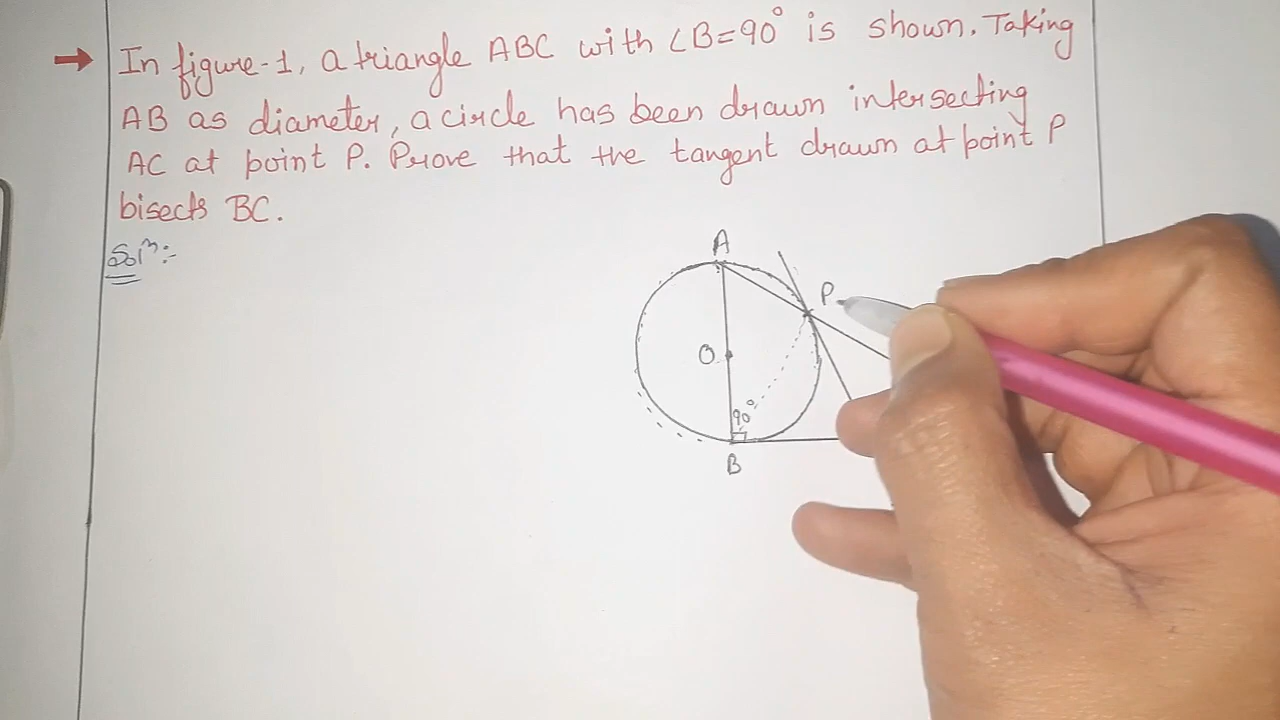 In figure-1, a triangle ABC with ∠B=90° is shown. Taking
AB as diameter, a circle has been drawn intersecting
AC at point P. Prove that the tangent drawn at point P
bisects BC.
Solⁿ:-
A
P
O
90°
B